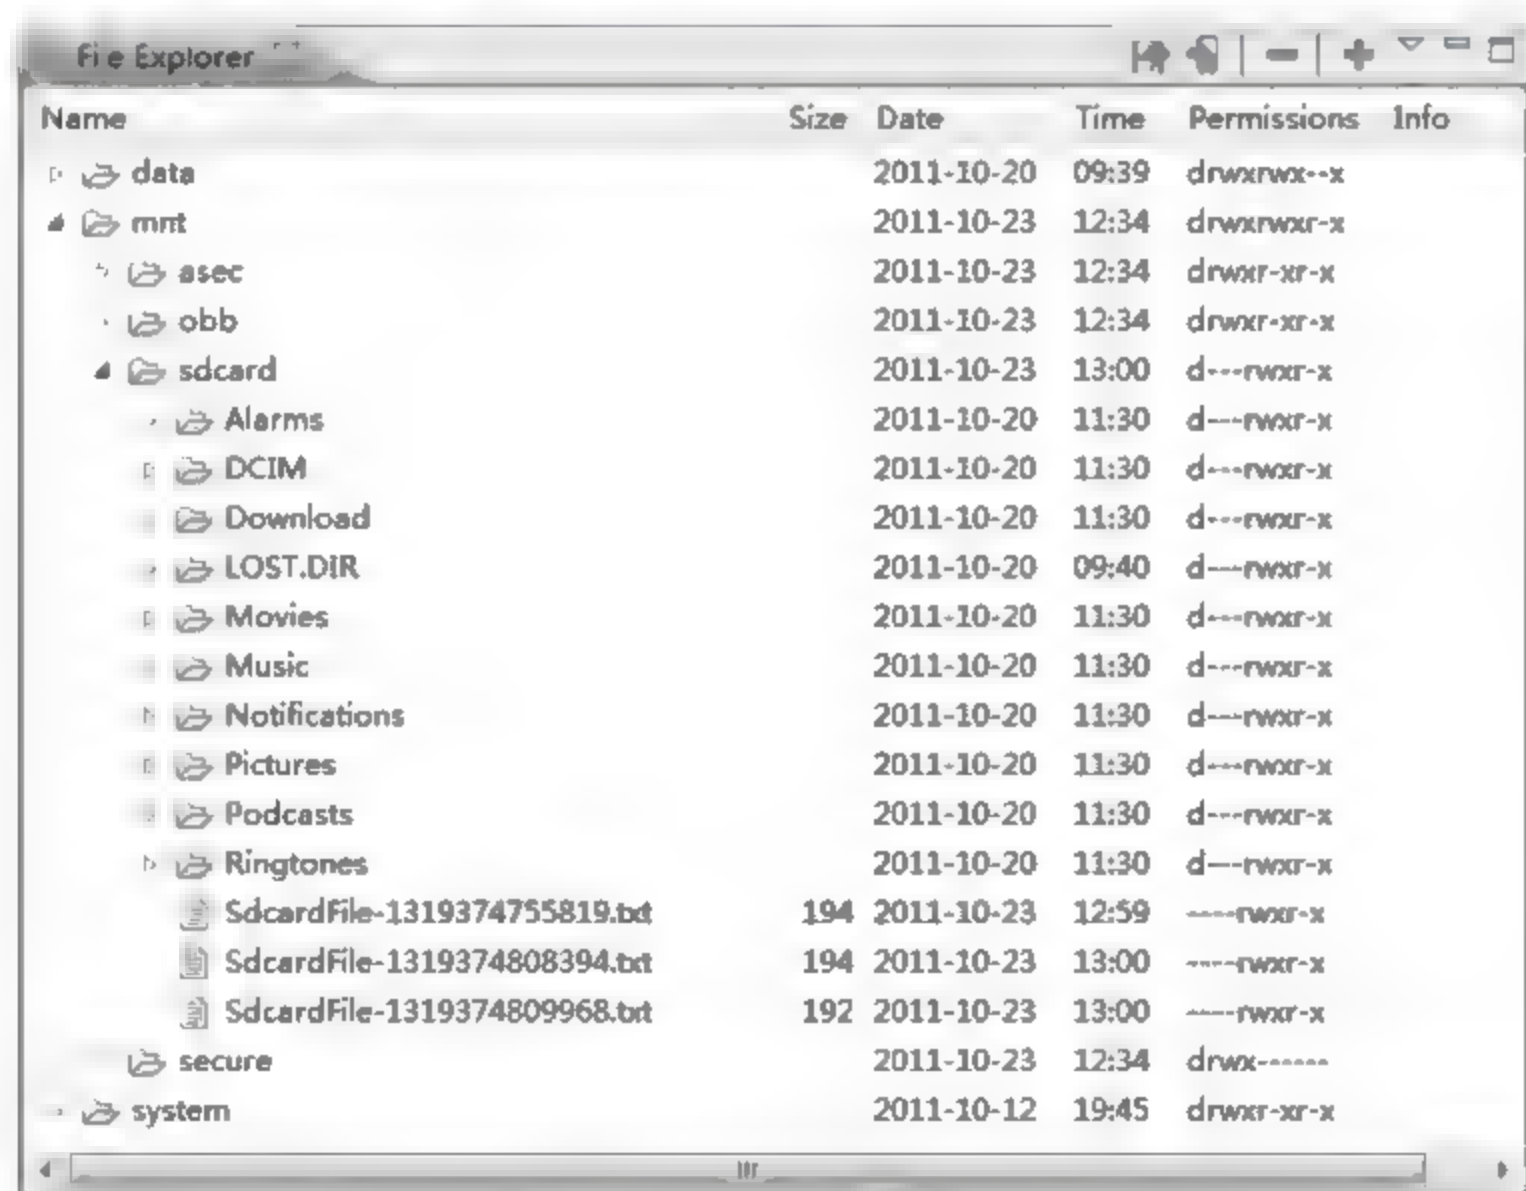 File Explorer
Name Size Date Time Permissions Info
data 2011-10-20 09:39 drwxrwx--x
mnt 2011-10-23 12:34 drwxrwxr-x
asec 2011-10-23 12:34 drwxr-xr-x
obb 2011-10-23 12:34 drwxr-xr-x
sdcard 2011-10-23 13:00 d---rwxr-x
Alarms 2011-10-20 11:30 d---rwxr-x
DCIM 2011-10-20 11:30 d---rwxr-x
Download 2011-10-20 11:30 d---rwxr-x
LOST.DIR 2011-10-20 09:40 d---rwxr-x
Movies 2011-10-20 11:30 d---rwxr-x
Music 2011-10-20 11:30 d---rwxr-x
Notifications 2011-10-20 11:30 d---rwxr-x
Pictures 2011-10-20 11:30 d---rwxr-x
Podcasts 2011-10-20 11:30 d---rwxr-x
Ringtones 2011-10-20 11:30 d---rwxr-x
SdcardFile-1319374755819.txt 194 2011-10-23 12:59 ----rwxr-x
SdcardFile-1319374808394.txt 194 2011-10-23 13:00 ----rwxr-x
SdcardFile-1319374809968.txt 192 2011-10-23 13:00 ----rwxr-x
secure 2011-10-23 12:34 drwx------
system 2011-10-12 19:45 drwxr-xr-x